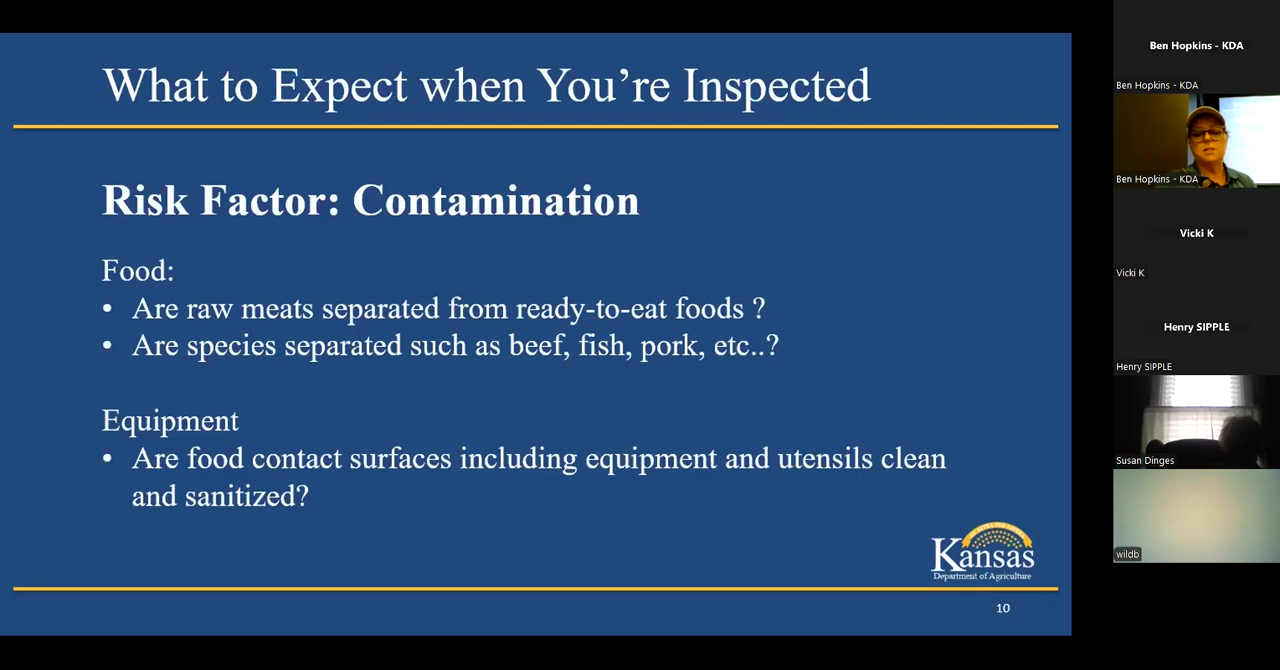 What to Expect when You're Inspected
Risk Factor: Contamination
Food:
• Are raw meats separated from ready-to-eat foods ?
• Are species separated such as beef, fish, pork, etc..?
Equipment
• Are food contact surfaces including equipment and utensils clean
and sanitized?
Kansas
Department of Agriculture
10
Ben Hopkins - KDA
Ben Hopkins - KDA
Ben Hopkins - KDA
Vicki K
Vicki K
Henry SIPPLE
Henry SIPPLE
Susan Dinges
wildb